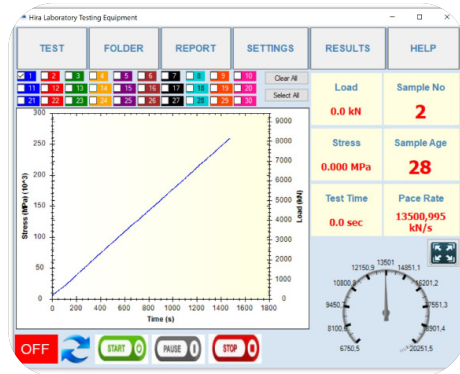 Hira Laboratory Testing Equipment
TEST FOLDER REPORT SETTINGS RESULTS HELP
1 2 3 4 5 6 7 8 9 10 Clear All
11 12 13 14 15 16 17 18 19 20 Select All
21 22 23 24 25 26 27 28 29 30
Load
0.0 kN
Sample No
2
Stress
0.000 MPa
Sample Age
28
Test Time
0.0 sec
Pace Rate
13500,995
kN/s
Stress (MPa) (10^3)
300
250
200
150
100
50
0
9000
8000
7000
6000
5000
4000
3000
2000
1000
0
Load (kN)
0 200 400 600 800 1000 1200 1400 1600 1800
Time (s)
12150.9 13501 14851,1
10800,8 16201,2
9450, 17551,3
8100,6 18901.4
6750,5 20251,5
OFF START PAUSE STOP